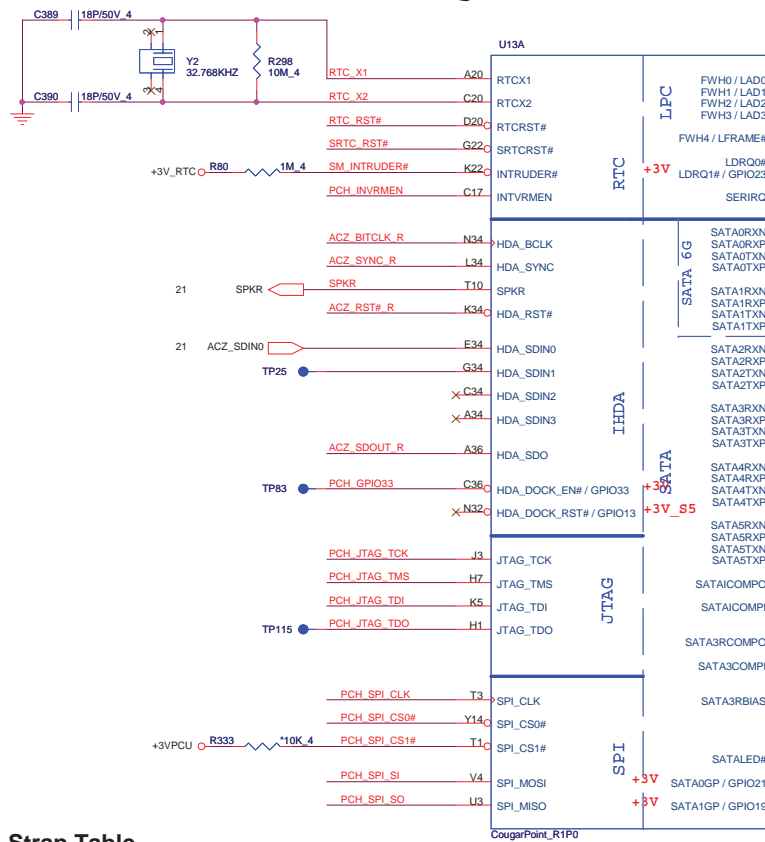 C389 18P/50V_4
U13A
2 1
Y2
32.768KHZ
R298
10M_4
3 4
C390 18P/50V_4
RTC_X1 A20 RTCX1
RTC_X2 C20 RTCX2
RTC_RST# D20 RTCRST#
SRTC_RST# G22 SRTCRST#
+3V_RTC R80 1M_4 SM_INTRUDER# K22 INTRUDER#
PCH_INVRMEN C17 INTVRMEN
RTC
LPC
FWH0 / LAD0
FWH1 / LAD1
FWH2 / LAD2
FWH3 / LAD3
FWH4 / LFRAME#
LDRQ0#
+3V LDRQ1# / GPIO23
SERIRQ
ACZ_BITCLK_R N34 HDA_BCLK
ACZ_SYNC_R L34 HDA_SYNC
21 SPKR SPKR T10 SPKR
ACZ_RST#_R K34 HDA_RST#
21 ACZ_SDIN0 E34 HDA_SDIN0
TP25 G34 HDA_SDIN1
C34 HDA_SDIN2
A34 HDA_SDIN3
ACZ_SDOUT_R A36 HDA_SDO
TP83 PCH_GPIO33 C36 HDA_DOCK_EN# / GPIO33 +3V
N32 HDA_DOCK_RST# / GPIO13 +3V_S5
IHDA
SATA 6G
SATA
SATA0RXN
SATA0RXP
SATA0TXN
SATA0TXP
SATA1RXN
SATA1RXP
SATA1TXN
SATA1TXP
SATA2RXN
SATA2RXP
SATA2TXN
SATA2TXP
SATA3RXN
SATA3RXP
SATA3TXN
SATA3TXP
SATA4RXN
SATA4RXP
SATA4TXN
SATA4TXP
SATA5RXN
SATA5RXP
SATA5TXN
SATA5TXP
PCH_JTAG_TCK J3 JTAG_TCK
PCH_JTAG_TMS H7 JTAG_TMS
PCH_JTAG_TDI K5 JTAG_TDI
TP115 PCH_JTAG_TDO H1 JTAG_TDO
JTAG
SATAICOMPO
SATAICOMPI
SATA3RCOMPO
SATA3COMPI
SATA3RBIAS
PCH_SPI_CLK T3 SPI_CLK
PCH_SPI_CS0# Y14 SPI_CS0#
+3VPCU R333 *10K_4 PCH_SPI_CS1# T1 SPI_CS1#
PCH_SPI_SI V4 SPI_MOSI
PCH_SPI_SO U3 SPI_MISO
SPI
SATALED#
+3V SATA0GP / GPIO21
+3V SATA1GP / GPIO19
CougarPoint_R1P0
Strap Table